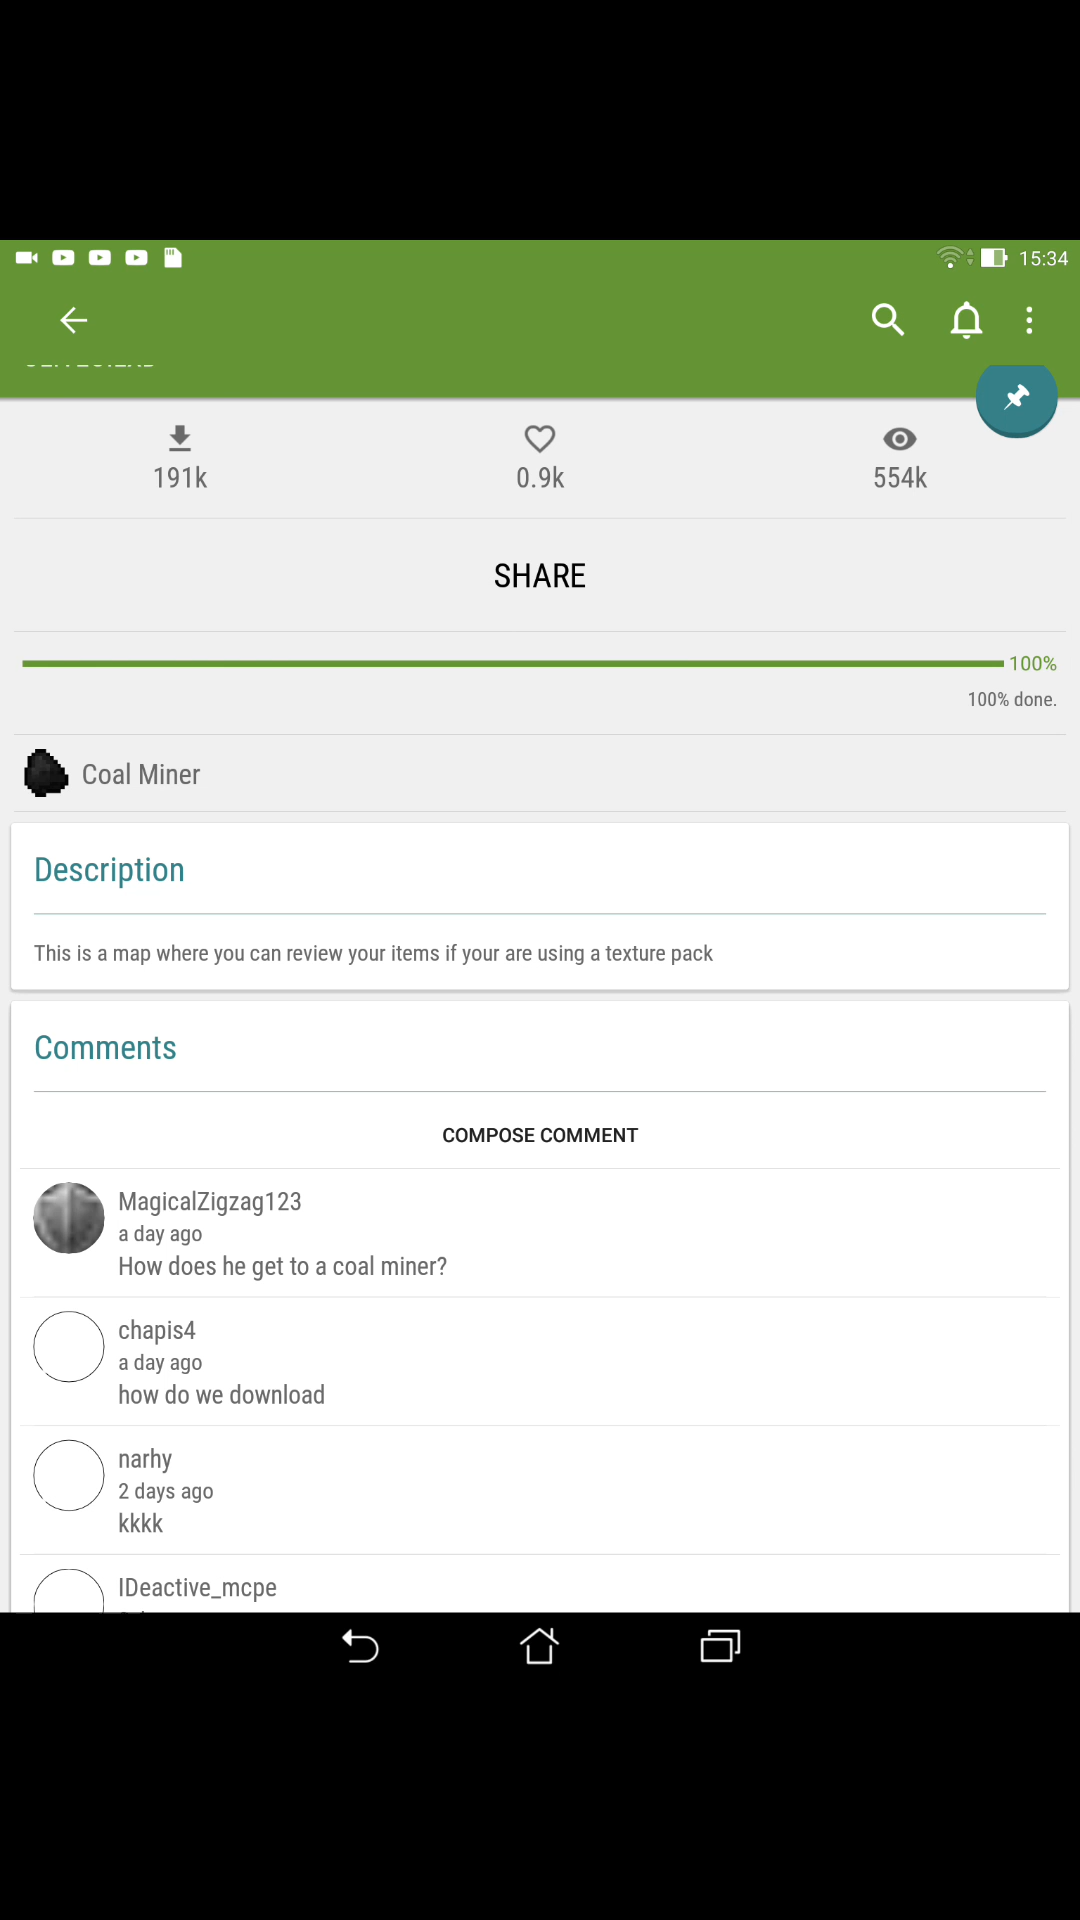 15:34
191k
0.9k
554k
SHARE
100%
100% done.
Coal Miner
Description
This is a map where you can review your items if your are using a texture pack
Comments
COMPOSE COMMENT
MagicalZigzag123
a day ago
How does he get to a coal miner?
chapis4
a day ago
how do we download
narhy
2 days ago
kkkk
IDeactive_mcpe